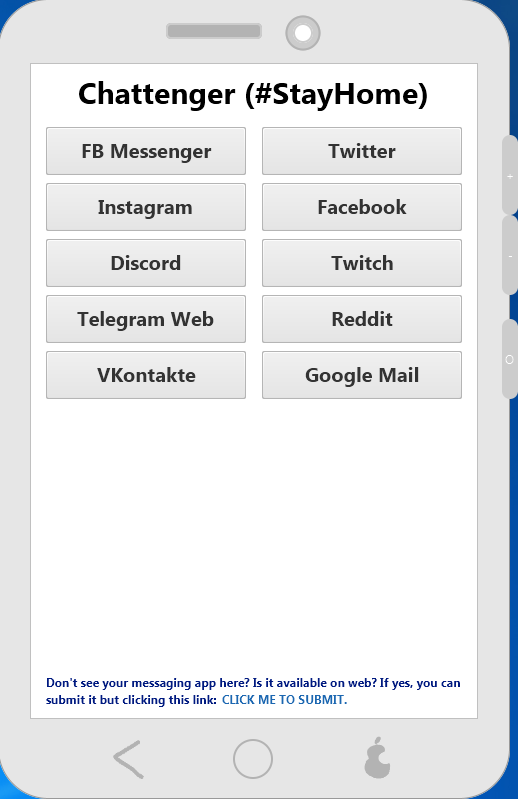 Chattenger (#StayHome)
FB Messenger
Twitter
Instagram
Facebook
Discord
Twitch
Telegram Web
Reddit
VKontakte
Google Mail
+
-
O
Don't see your messaging app here? Is it available on web? If yes, you can
submit it but clicking this link: CLICK ME TO SUBMIT.